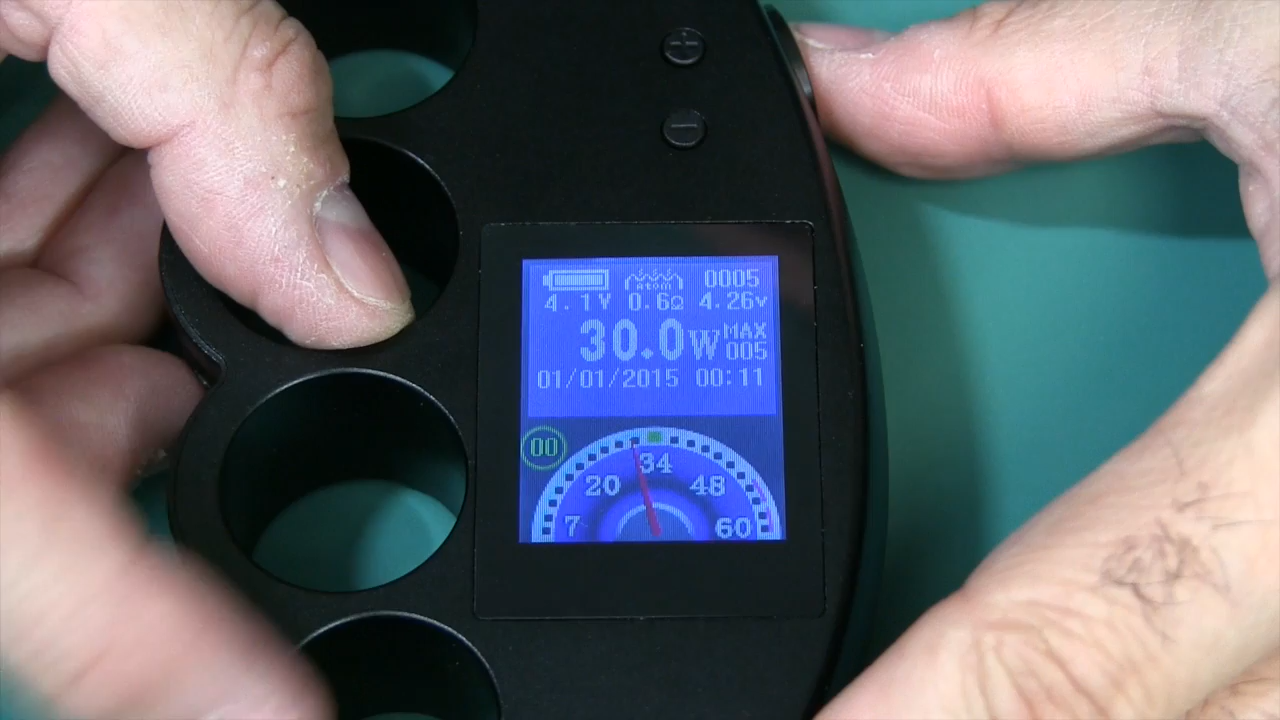 Atom 0005
4.1V 0.6Ω 4.26v
30.0W MAX 005
01/01/2015 00:11
00
7 20 34 48 60
+
-